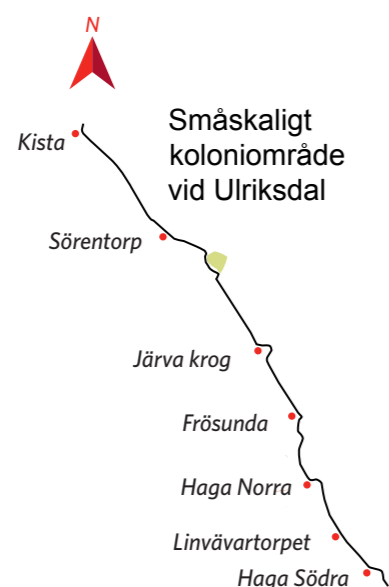 N
Småskaligt
koloniområde
vid Ulriksdal
Kista
Sörentorp
Järva krog
Frösunda
Haga Norra
Linvävartorpet
Haga Södra